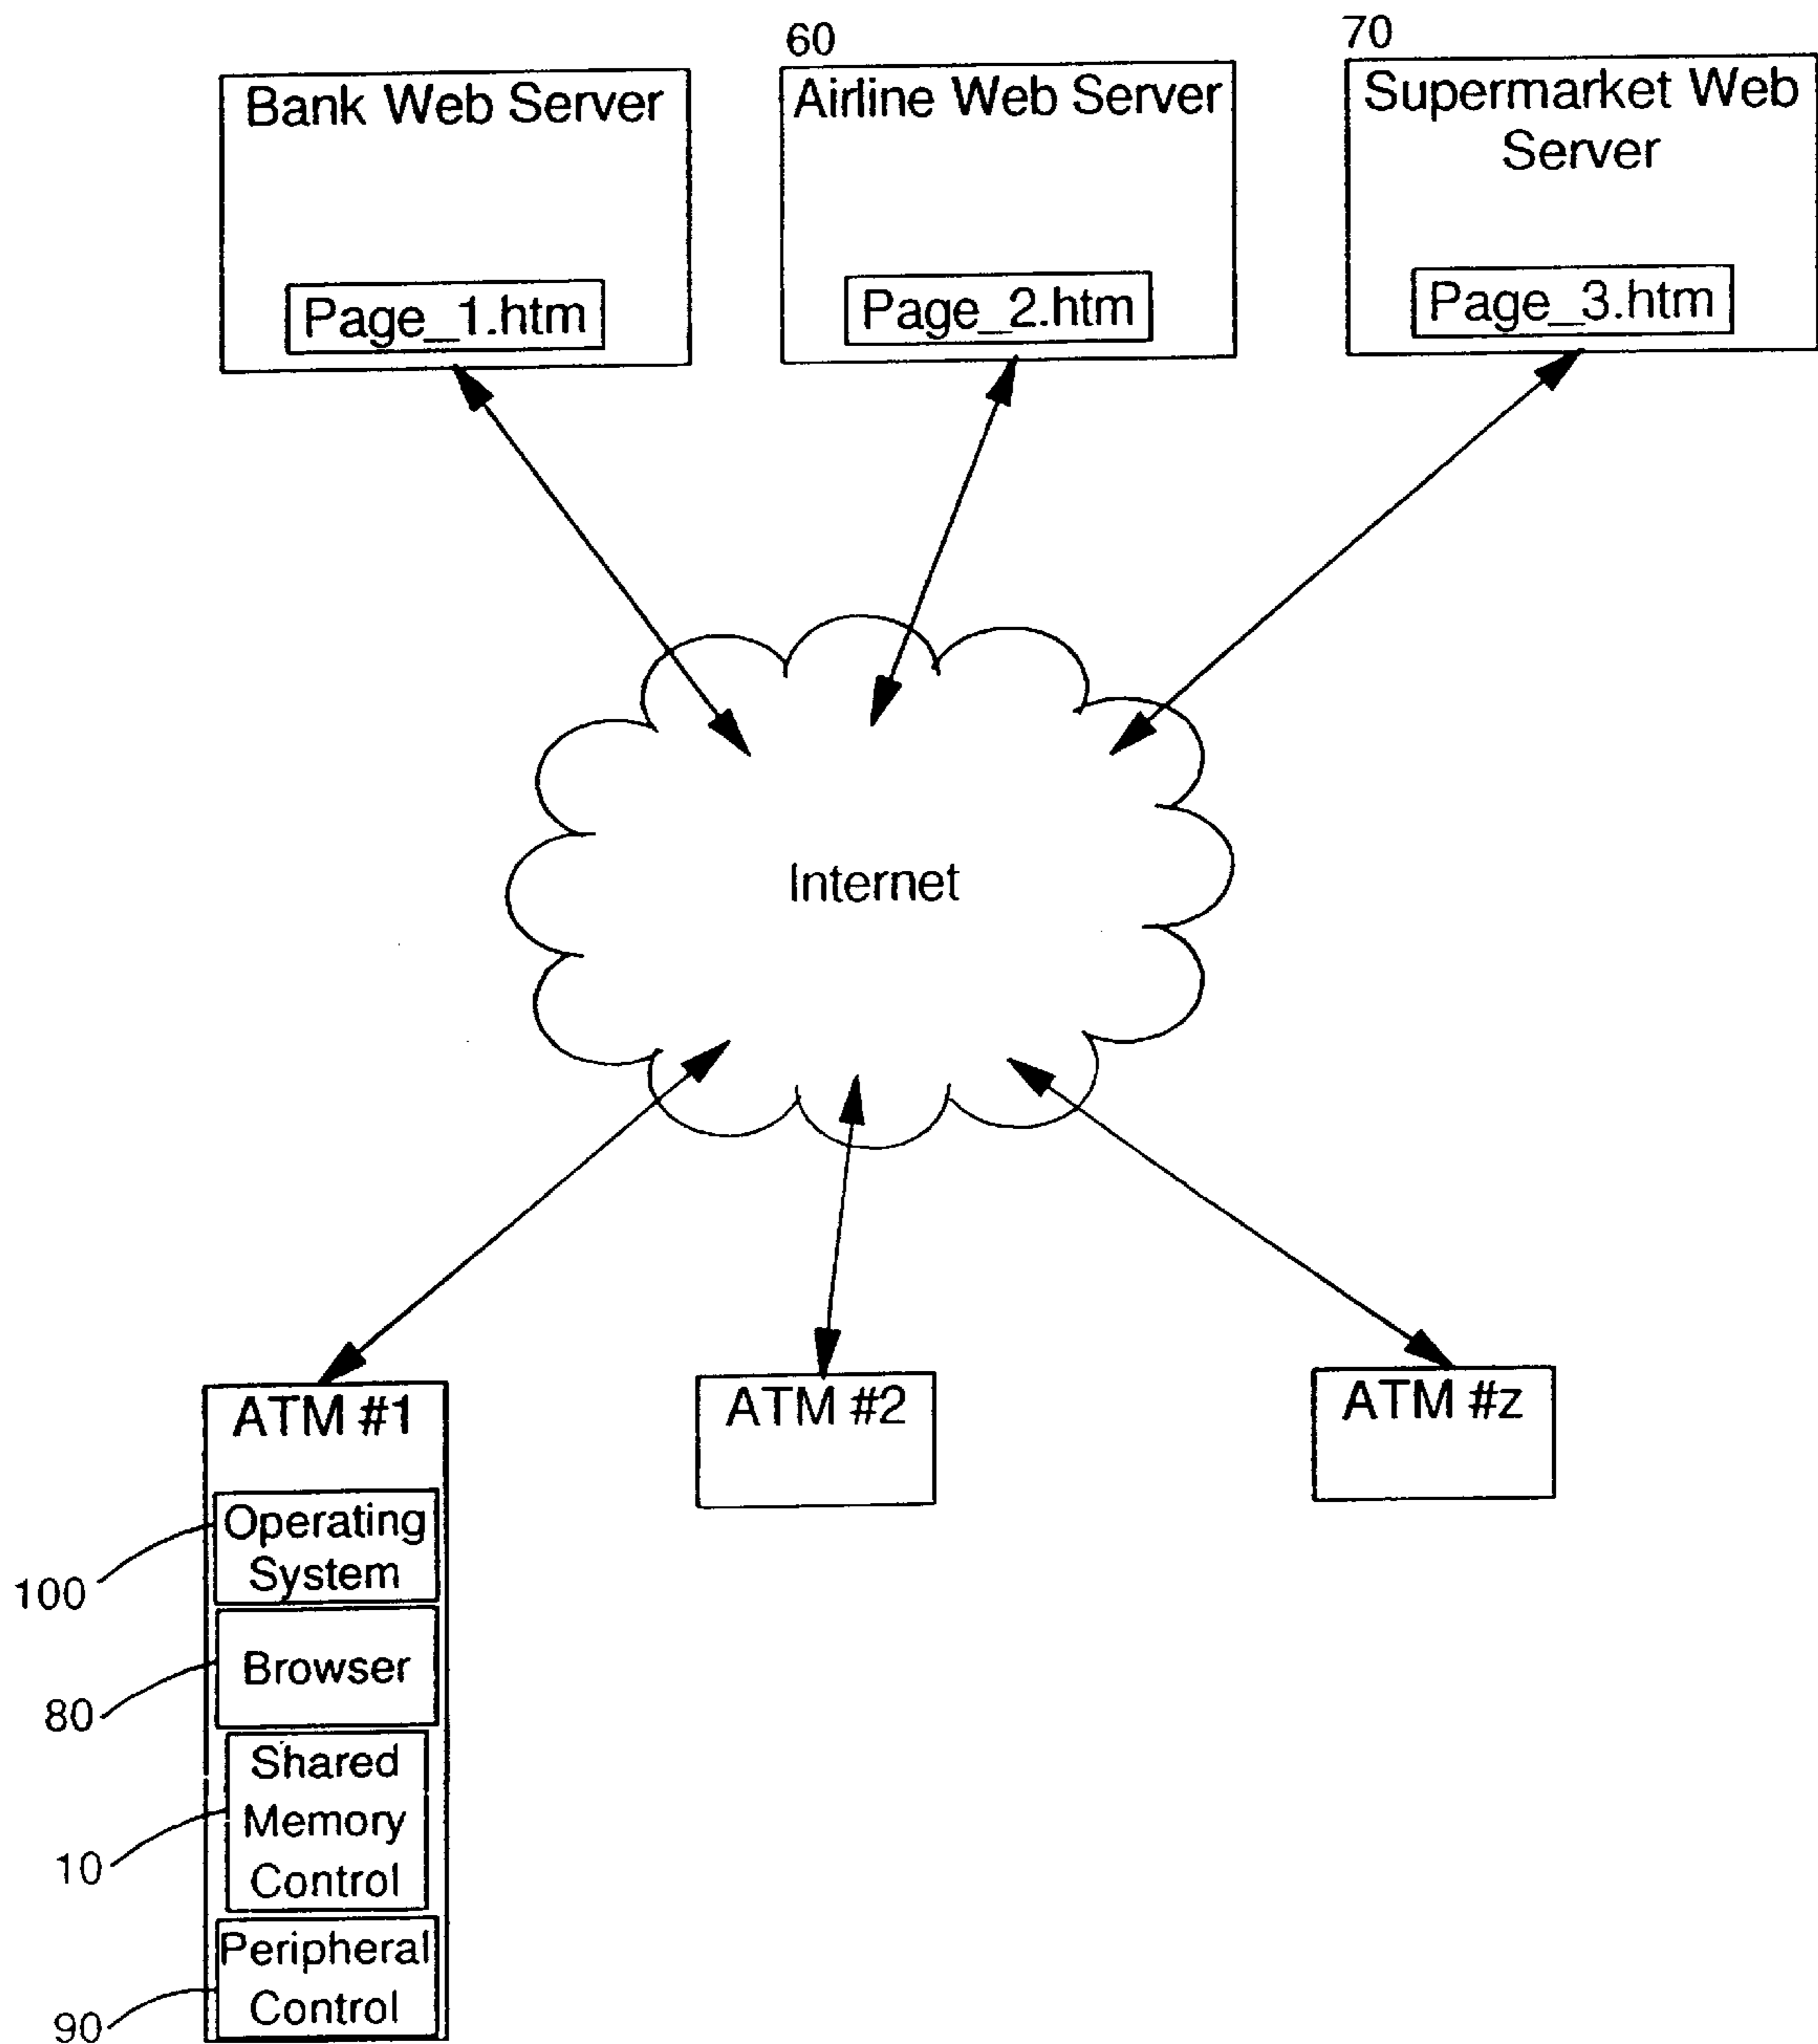 60
70
Bank Web Server
Airline Web Server
Supermarket Web
Server
Page_1.htm
Page_2.htm
Page_3.htm
Internet
ATM #1
ATM #2
ATM #z
Operating
System
100
Browser
80
Shared
Memory
Control
10
Peripheral
Control
90